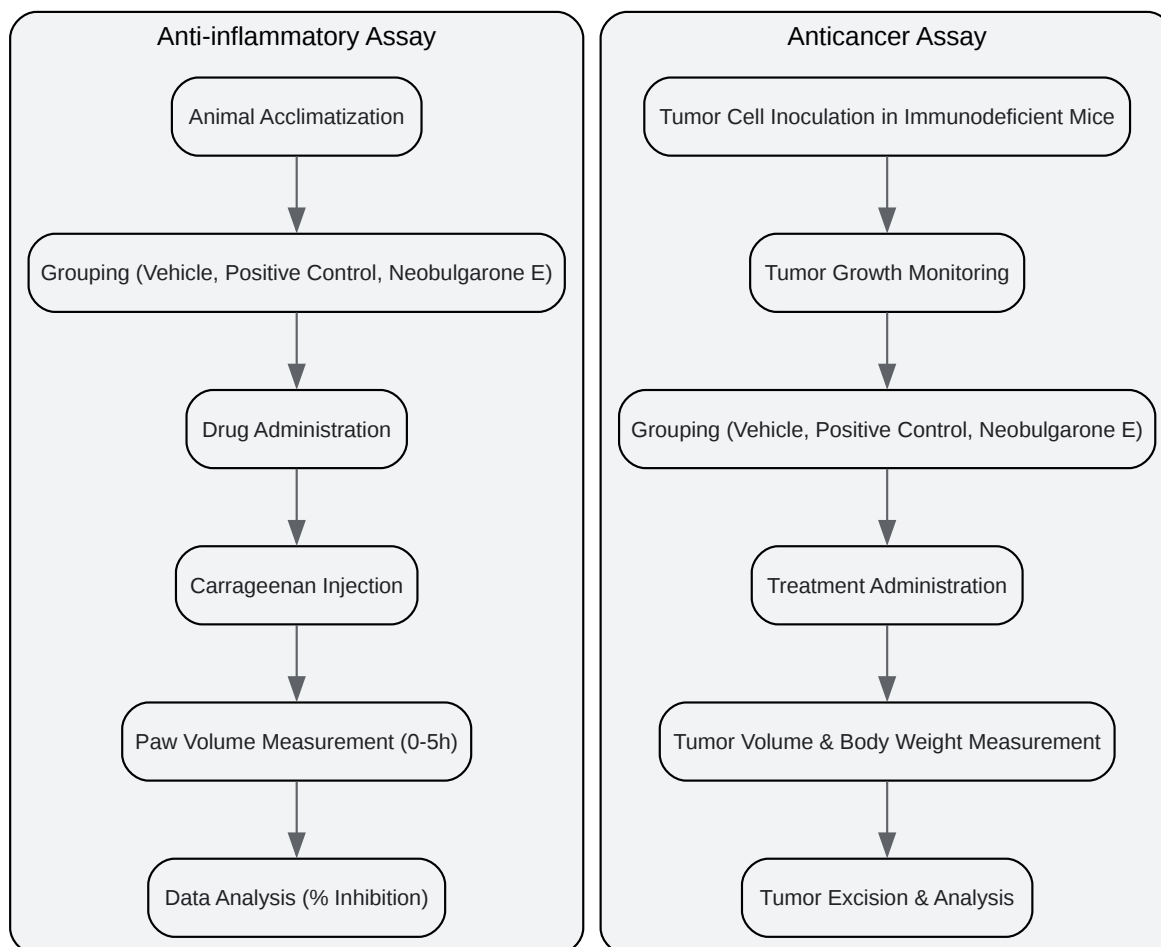 Anti-inflammatory Assay
Animal Acclimatization
Grouping (Vehicle, Positive Control, Neobulgarone E)
Drug Administration
Carrageenan Injection
Paw Volume Measurement (0-5h)
Data Analysis (% Inhibition)
Anticancer Assay
Tumor Cell Inoculation in Immunodeficient Mice
Tumor Growth Monitoring
Grouping (Vehicle, Positive Control, Neobulgarone E)
Treatment Administration
Tumor Volume & Body Weight Measurement
Tumor Excision & Analysis